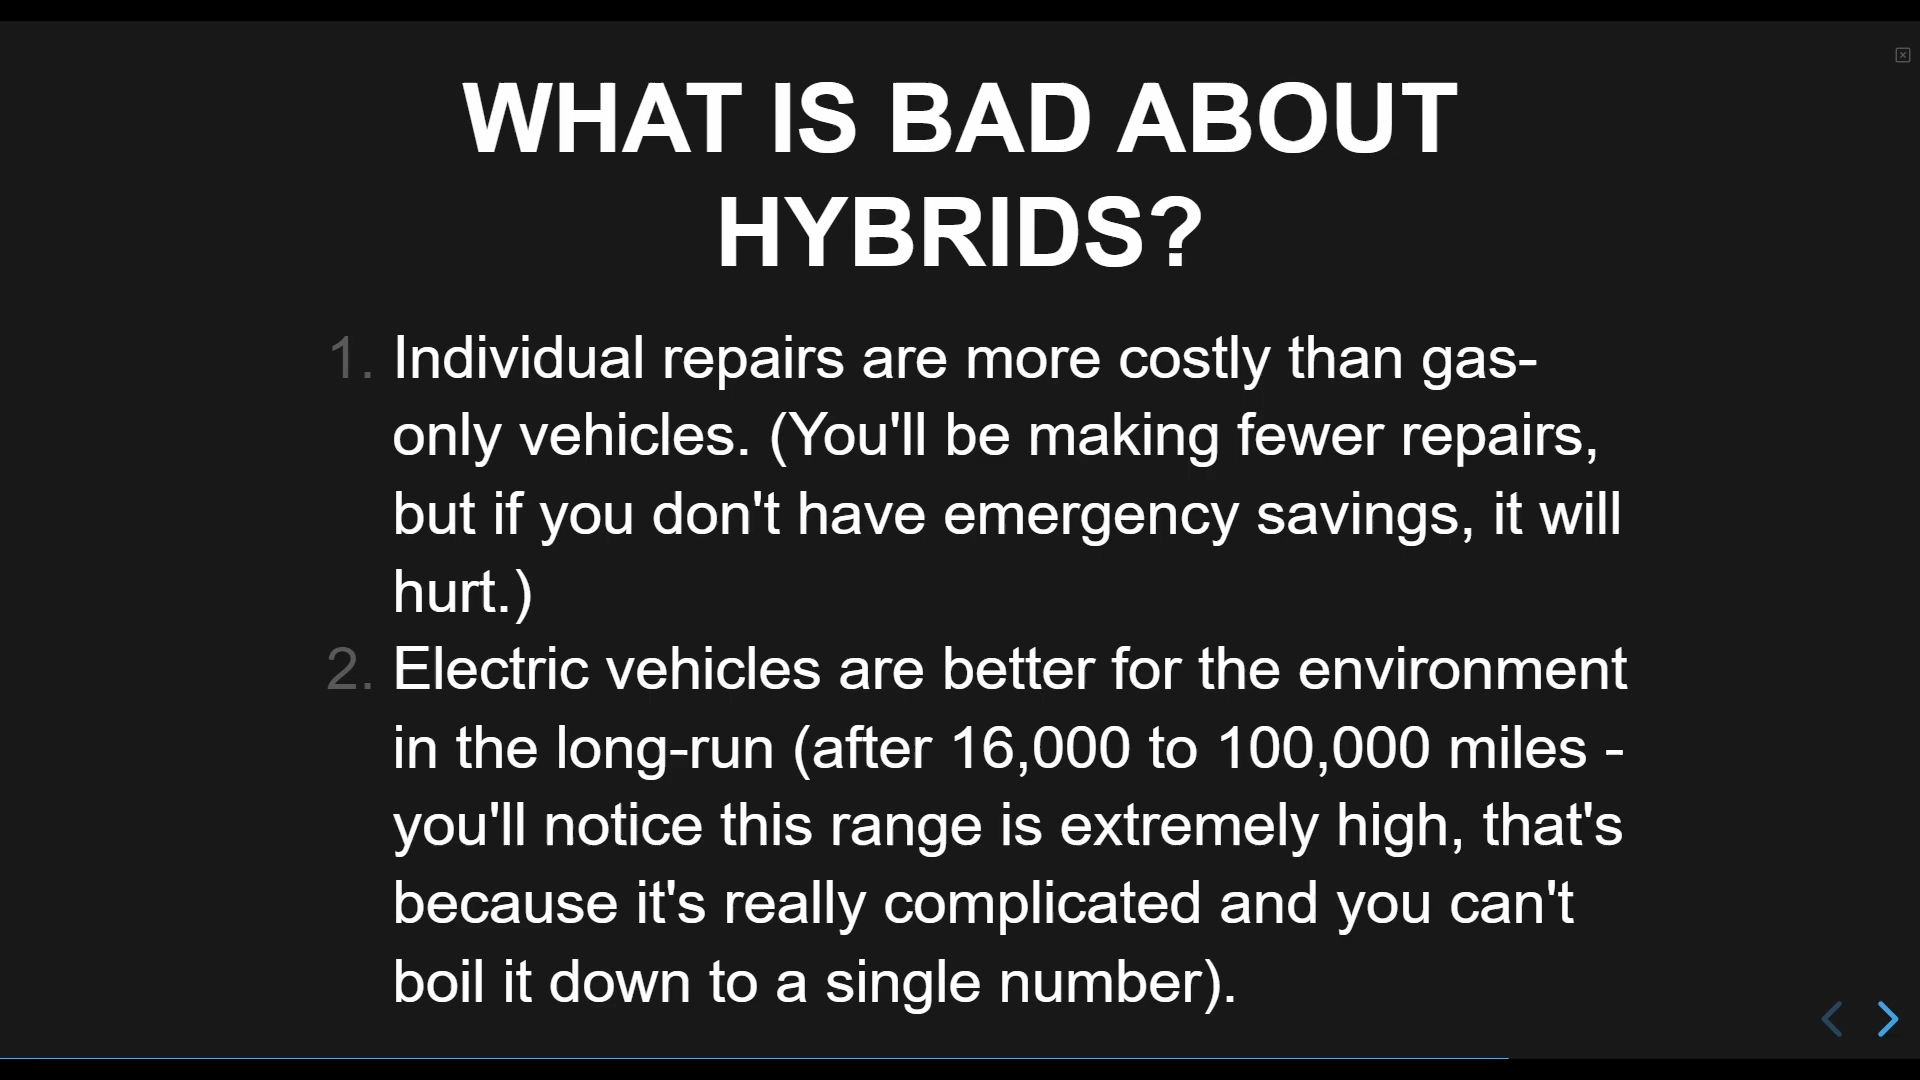 WHAT IS BAD ABOUT
HYBRIDS?
1. Individual repairs are more costly than gas-
only vehicles. (You'll be making fewer repairs,
but if you don't have emergency savings, it will
hurt.)
2. Electric vehicles are better for the environment
in the long-run (after 16,000 to 100,000 miles -
you'll notice this range is extremely high, that's
because it's really complicated and you can't
boil it down to a single number).